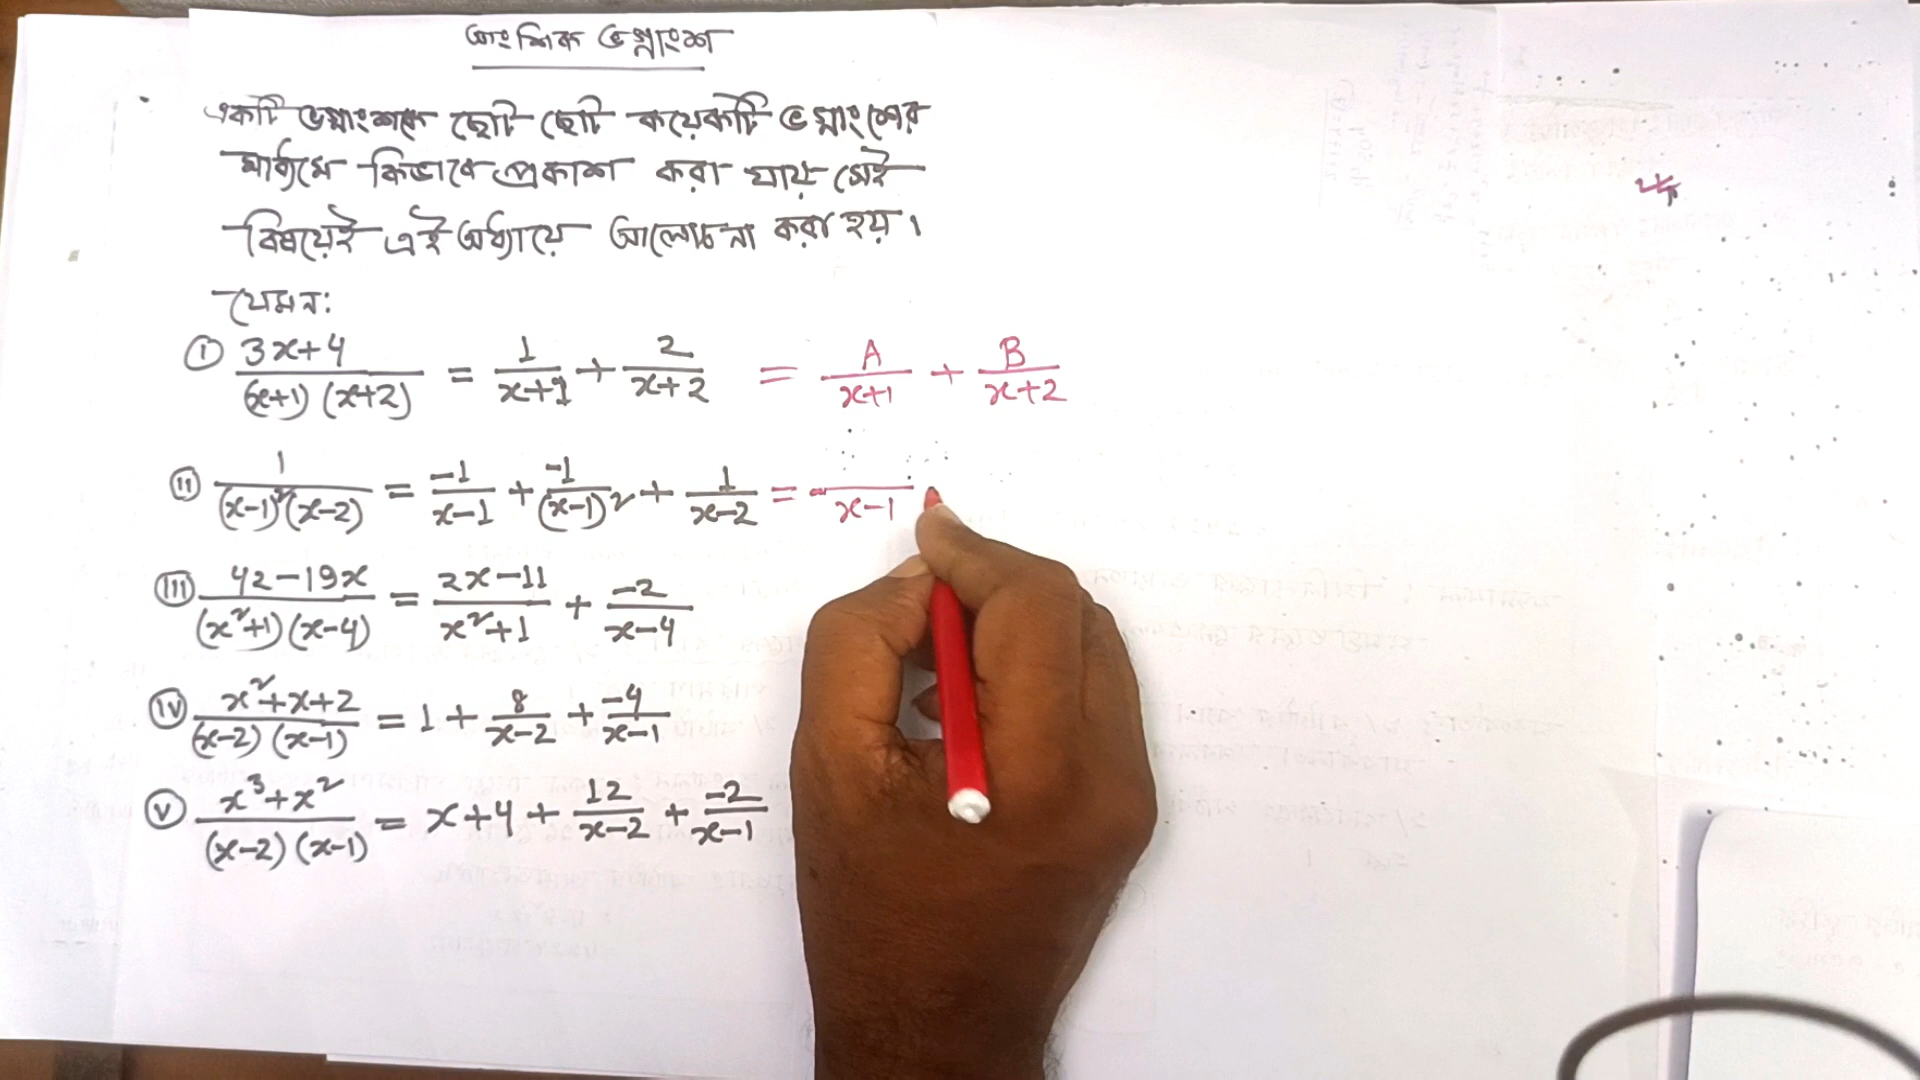 আংশিক ভগ্নাংশ
একটি ভগ্নাংশকে ছোট ছোট কয়েকটি ভগ্নাংশের
মাধ্যমে কিভাবে প্রকাশ করা যায় সেই
বিষয়েই এই অধ্যায়ে আলোচনা করা হয়।
যেমন:
(i) (3x+4)/((x+1)(x+2)) = 1/(x+1) + 2/(x+2) = A/(x+1) + B/(x+2)
(ii) 1/((x-1)²(x-2)) = -1/(x-1) + -1/(x-1)² + 1/(x-2) = /(x-1)
(iii) (42-19x)/((x²+1)(x-4)) = (2x-11)/(x²+1) + -2/(x-4)
(iv) (x²+x+2)/((x-2)(x-1)) = 1 + 8/(x-2) + -4/(x-1)
(v) (x³+x²)/((x-2)(x-1)) = x+4 + 12/(x-2) + -2/(x-1)